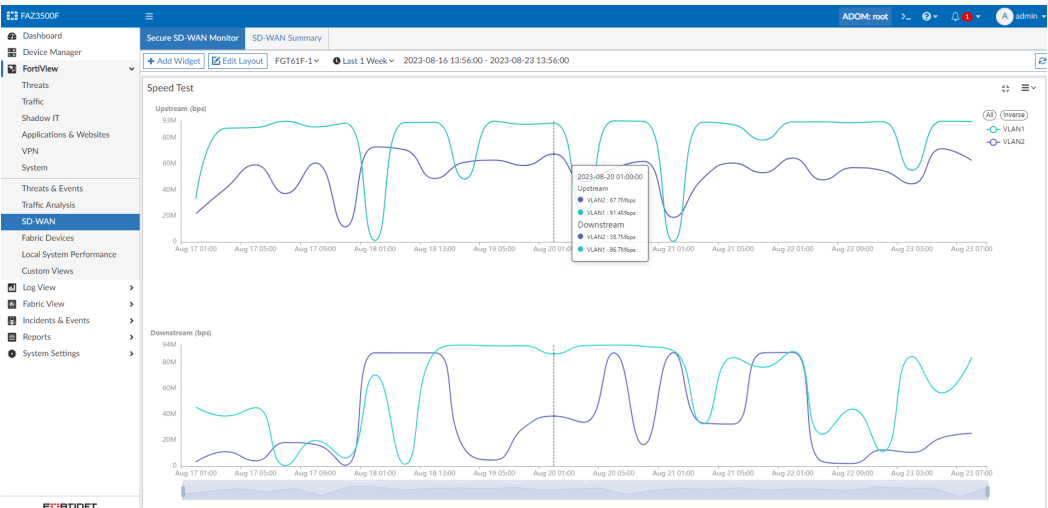 FAZ3500F
ADOM: root
>_
1
A admin
Dashboard
Device Manager
FortiView
Threats
Traffic
Shadow IT
Applications & Websites
VPN
System
Threats & Events
Traffic Analysis
SD-WAN
Fabric Devices
Local System Performance
Custom Views
Log View
Fabric View
Incidents & Events
Reports
System Settings
Secure SD-WAN Monitor SD-WAN Summary
+ Add Widget Edit Layout FGT61F-1 Last 1 Week 2023-08-16 13:56:00 - 2023-08-23 13:56:00
Speed Test
Upstream (bps)
93M
80M
60M
40M
20M
0
Aug 17 01:00 Aug 17 05:00 Aug 17 09:00 Aug 18 01:00 Aug 18 13:00 Aug 19 05:00 Aug 20 01:0 Aug 21 01:00 Aug 21 05:00 Aug 22 01:00 Aug 22 09:00 Aug 23 03:00 Aug 23 07:00
All Inverse
VLAN1
VLAN2
2023-08-20 01:00:00
Upstream
VLAN2 : 67.7Mbps
VLAN1 : 91.4Mbps
Downstream
VLAN2 : 38.7Mbps
VLAN1 : 86.7Mbps
Downstream (bps)
94M
80M
60M
40M
20M
0
Aug 17 01:00 Aug 17 05:00 Aug 17 09:00 Aug 18 01:00 Aug 18 13:00 Aug 19 05:00 Aug 20 01:00 Aug 20 05:00 Aug 21 01:00 Aug 21 05:00 Aug 22 01:00 Aug 22 09:00 Aug 23 03:00 Aug 23 07:00
FORTINET